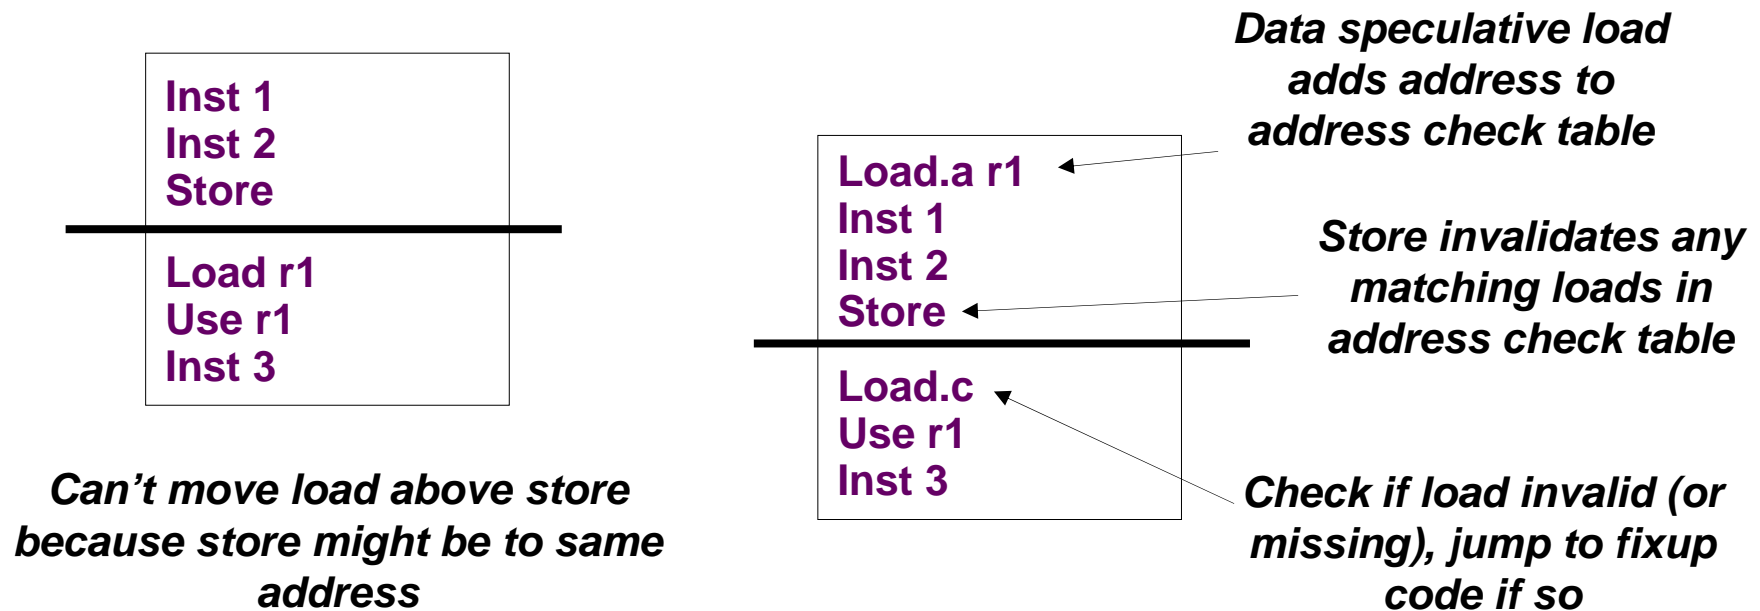 Inst 1
Inst 2
Store
Load r1
Use r1
Inst 3
Can’t move load above store
because store might be to same
address
Data speculative load
adds address to
address check table
Load.a r1
Inst 1
Inst 2
Store
Store invalidates any
matching loads in
address check table
Load.c
Use r1
Inst 3
Check if load invalid (or
missing), jump to fixup
code if so